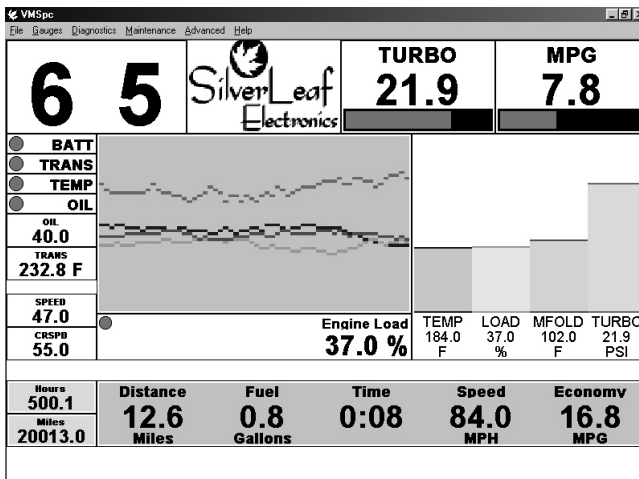 VMSpc
File Gauges Diagnostics Maintenance Advanced Help
6 5
SilverLeaf
Electronics
TURBO
21.9
MPG
7.8
BATT
TRANS
TEMP
OIL
OIL
40.0
TRANS
232.8 F
SPEED
47.0
CRSPD
55.0
Engine Load
37.0 %
TEMP LOAD MFOLD TURBO
184.0 37.0 102.0 21.9
F % F PSI
Hours
500.1
Miles
20013.0
Distance Fuel Time Speed Economy
12.6 0.8 0:08 84.0 16.8
Miles Gallons MPH MPG